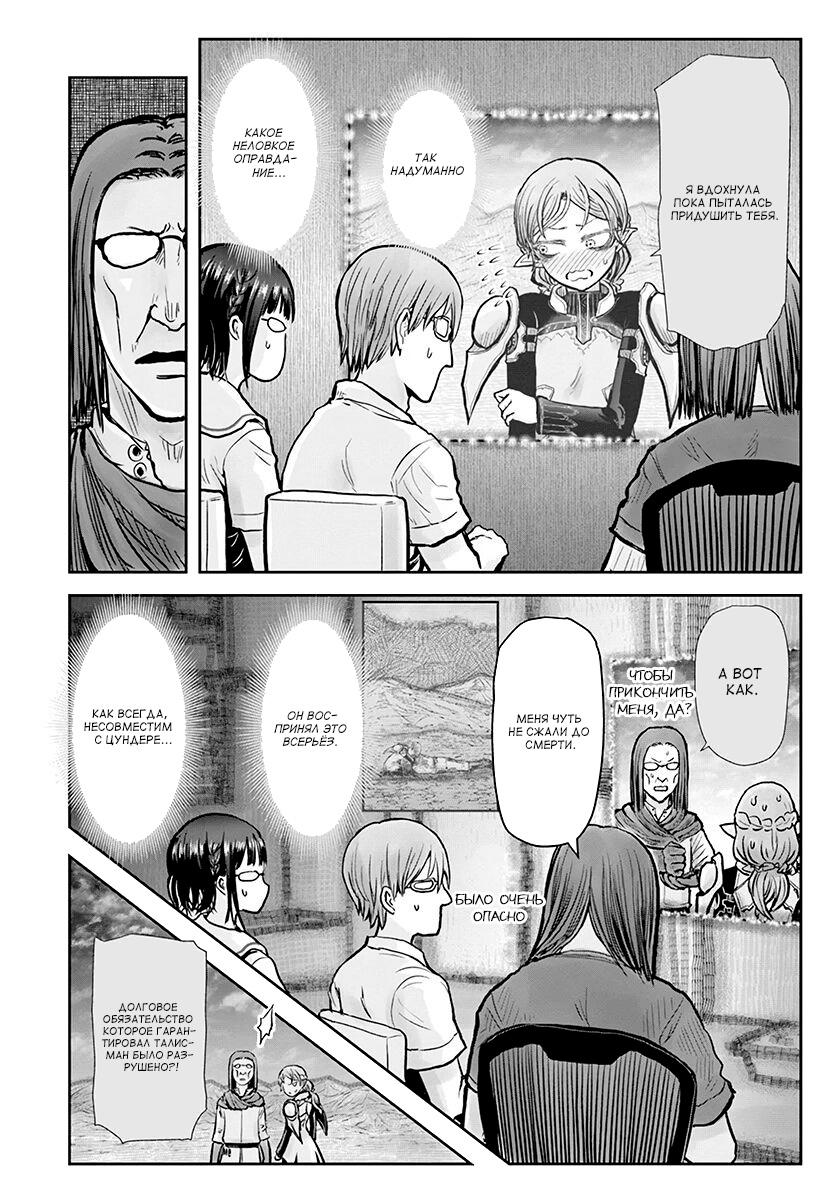 Я ВДОХНУЛА
ПОКА ПЫТАЛАСЬ
ПРИДУШИТЬ ТЕБЯ.
ТАК
НАДУМАННО
КАКОЕ
НЕЛОВКОЕ
ОПРАВДА-
НИЕ...
А ВОТ
КАК.
ЧТОБЫ
ПРИКОНЧИТЬ
МЕНЯ, ДА?
МЕНЯ ЧУТЬ
НЕ СЖАЛИ ДО
СМЕРТИ.
БЫЛО ОЧЕНЬ
ОПАСНО
ОН ВОС-
ПРИНЯЛ ЭТО
ВСЕРЬЁЗ.
КАК ВСЕГДА,
НЕСОВМЕСТИМ
С ЦУНДЕРЕ...
ДОЛГОВОЕ
ОБЯЗАТЕЛЬСТВО
КОТОРОЕ ГАРАН-
ТИРОВАЛ ТАЛИС-
МАН БЫЛО РАЗ-
РУШЕНО?!